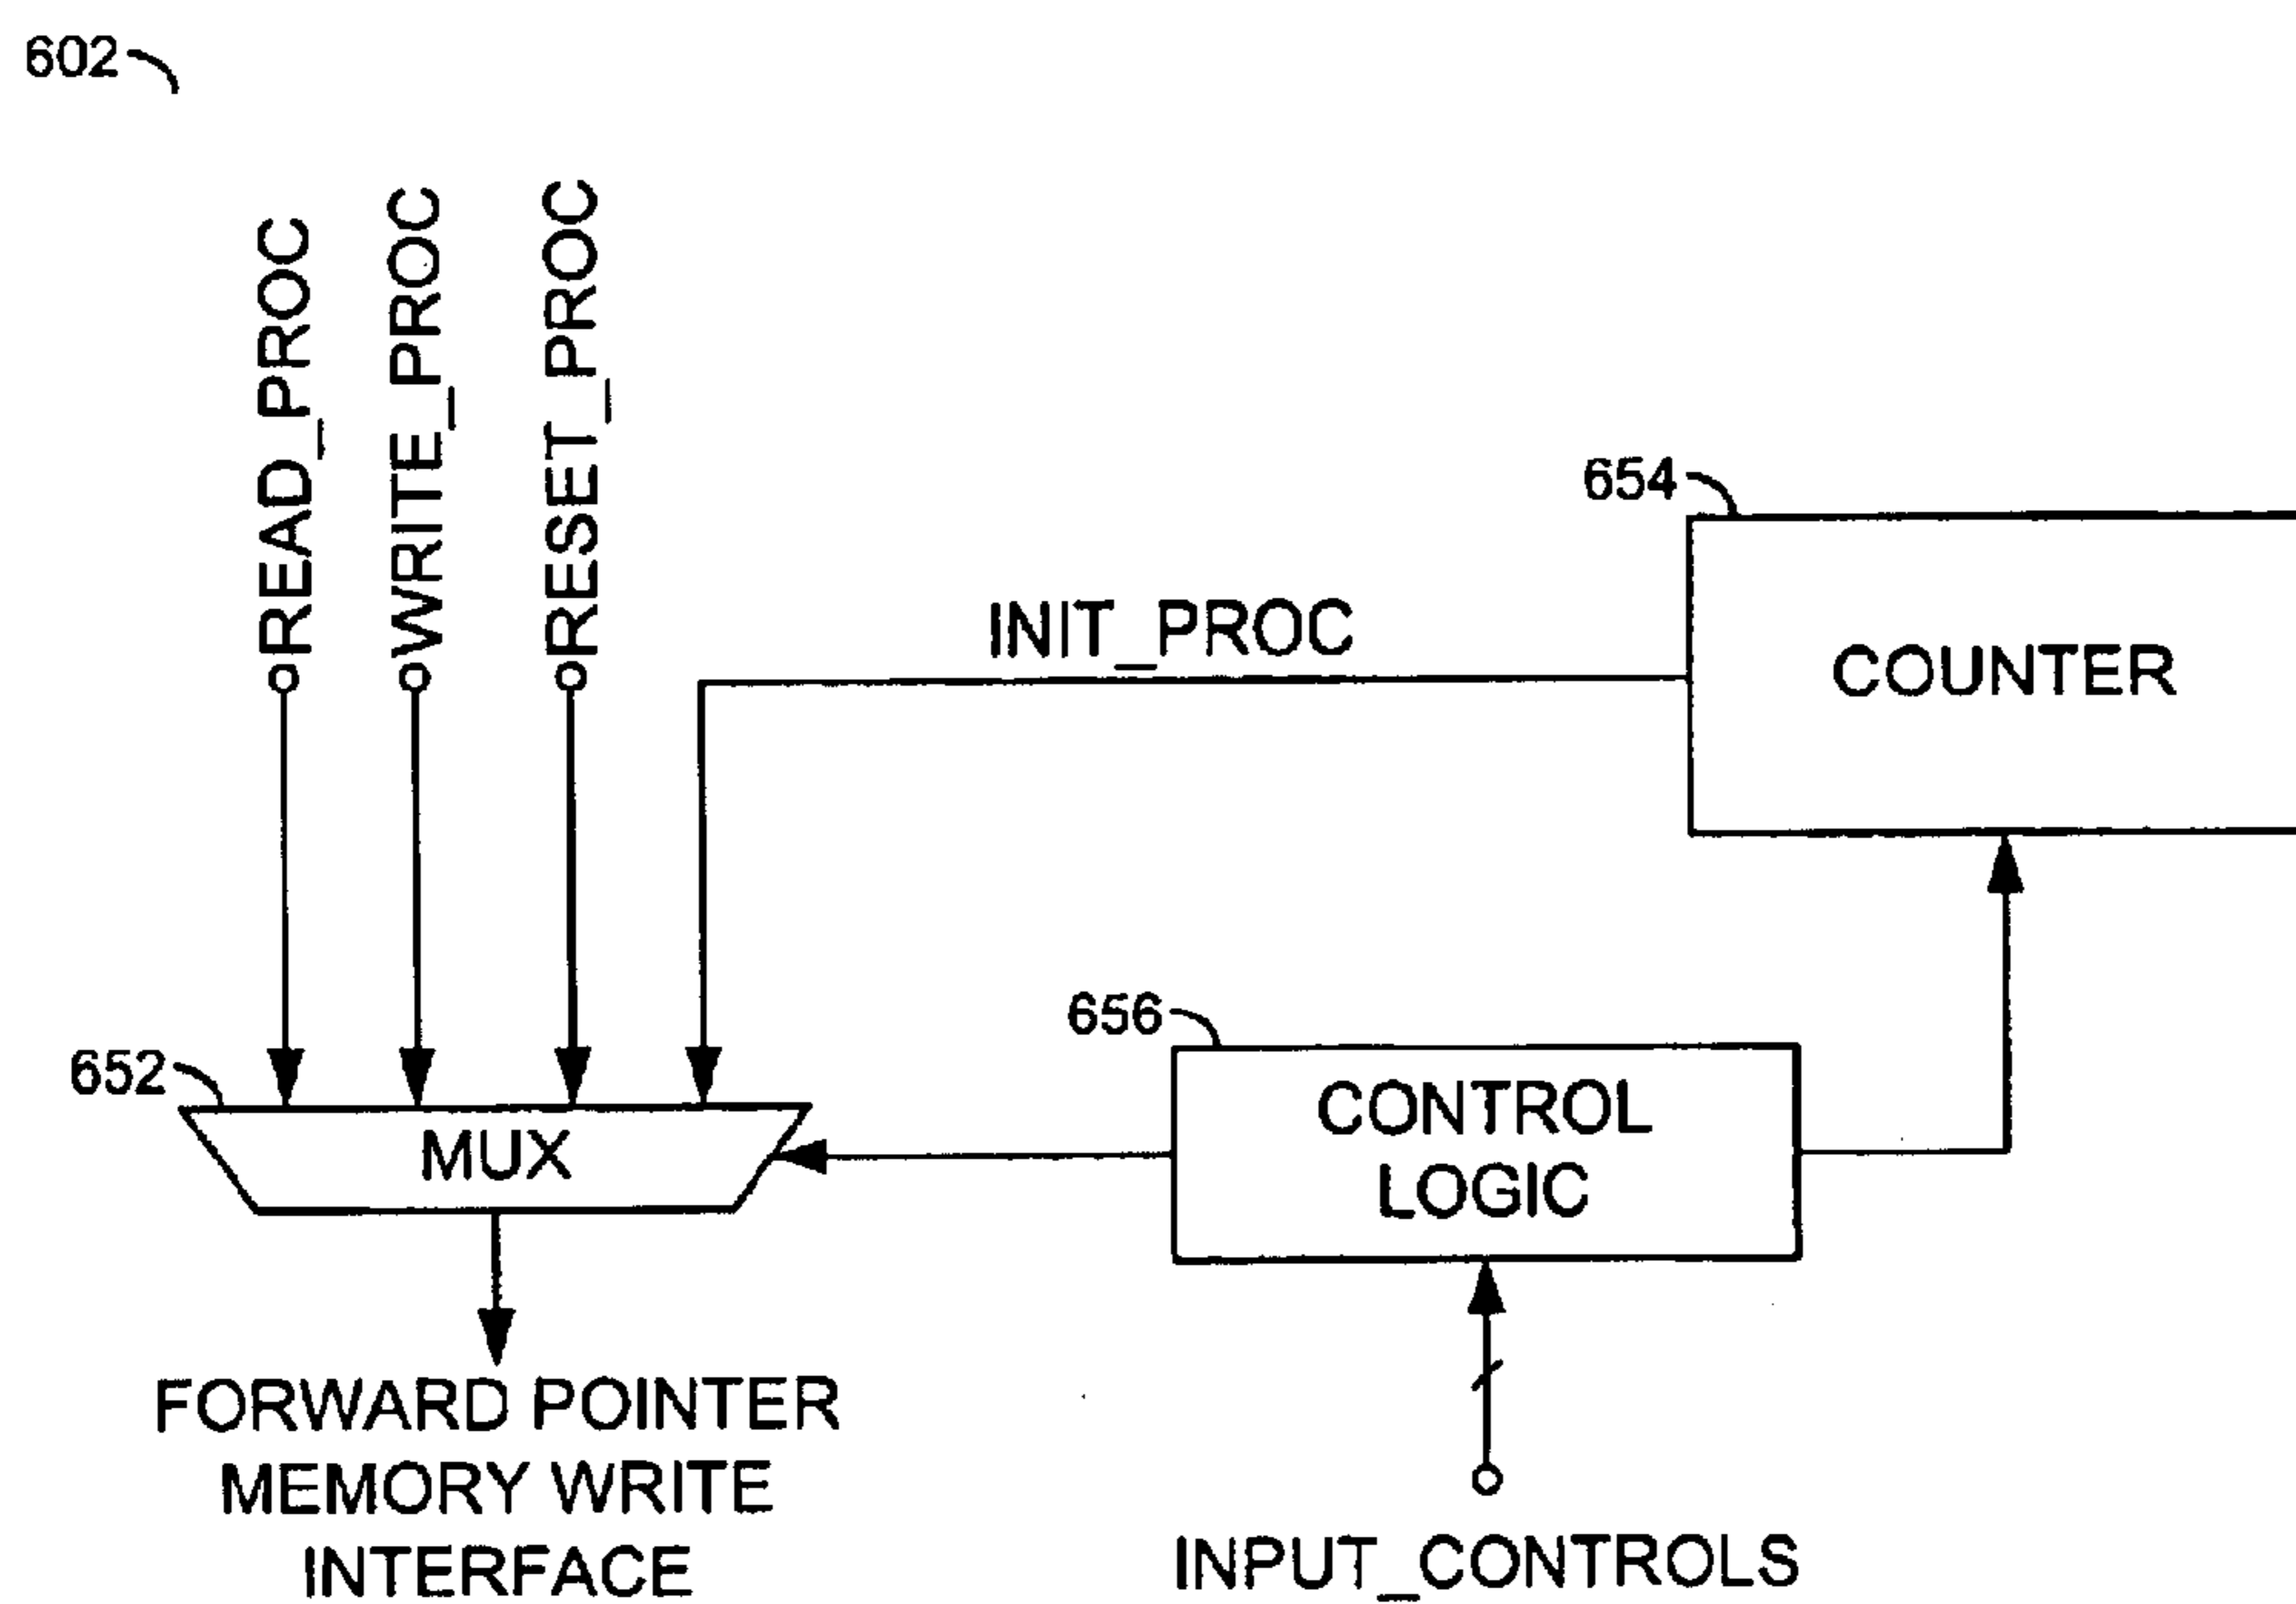 602
READ_PROC
WRITE_PROC
RESET_PROC
654
INIT_PROC
COUNTER
656
652
CONTROL
LOGIC
MUX
FORWARD POINTER
MEMORY WRITE
INTERFACE
INPUT_CONTROLS